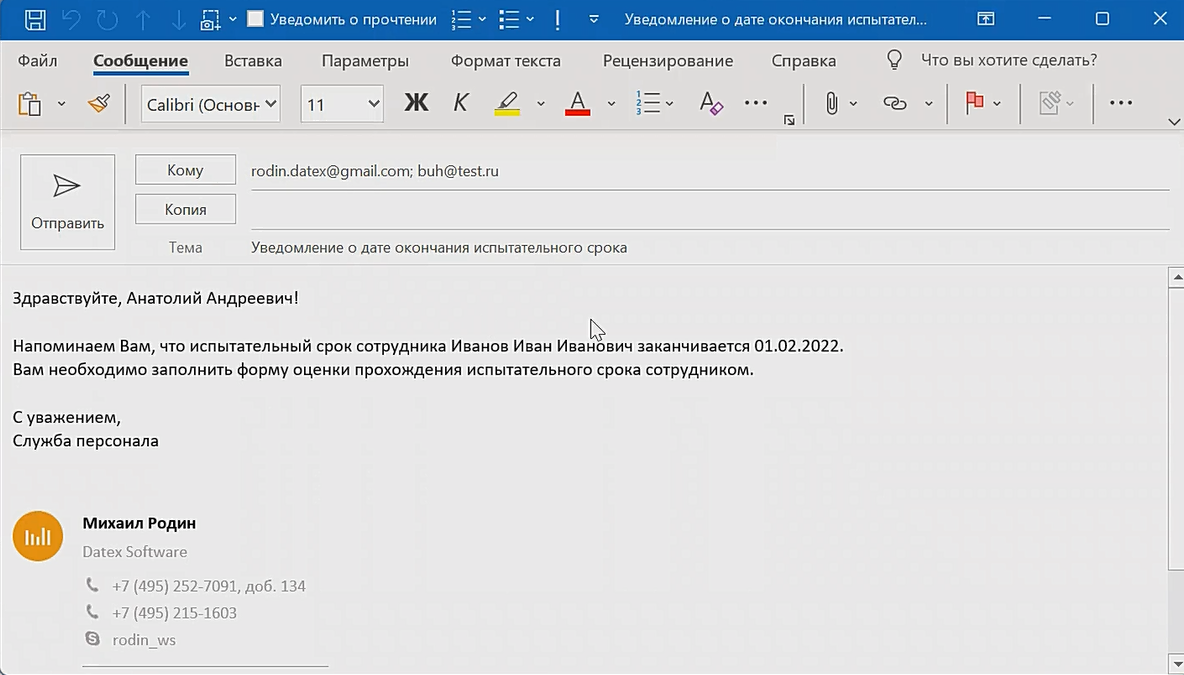 Уведомить о прочтении
Уведомление о дате окончания испытател...
Файл
Сообщение
Вставка
Параметры
Формат текста
Рецензирование
Справка
Что вы хотите сделать?
Calibri (Основн
11
Ж
К
А
Отправить
Кому
rodin.datex@gmail.com; buh@test.ru
Копия
Тема
Уведомление о дате окончания испытательного срока
Здравствуйте, Анатолий Андреевич!
Напоминаем Вам, что испытательный срок сотрудника Иванов Иван Иванович заканчивается 01.02.2022.
Вам необходимо заполнить форму оценки прохождения испытательного срока сотрудником.
С уважением,
Служба персонала
Михаил Родин
Datex Software
+7 (495) 252-7091, доб. 134
+7 (495) 215-1603
rodin_ws